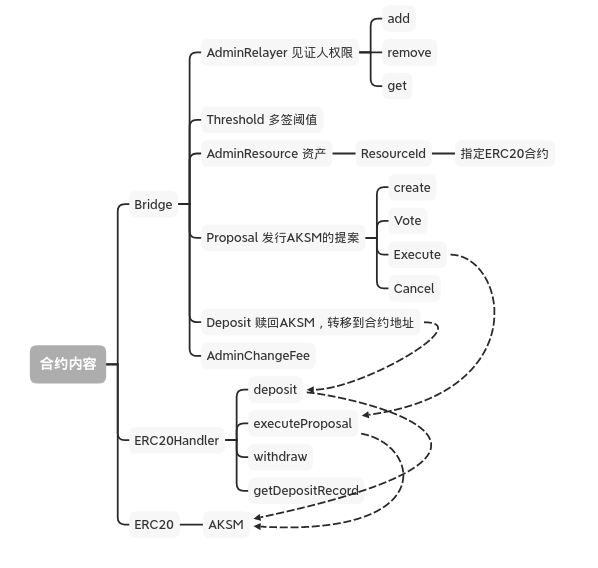 add
AdminRelayer 见证人权限
remove
get
Threshold 多签阈值
AdminResource 资产
ResourceId
指定ERC20合约
create
Bridge
Vote
Proposal 发行AKSM的提案
Execute
Cancel
Deposit 赎回AKSM，转移到合约地址
AdminChangeFee
合约内容
deposit
executeProposal
ERC20Handler
withdraw
getDepositRecord
ERC20
AKSM